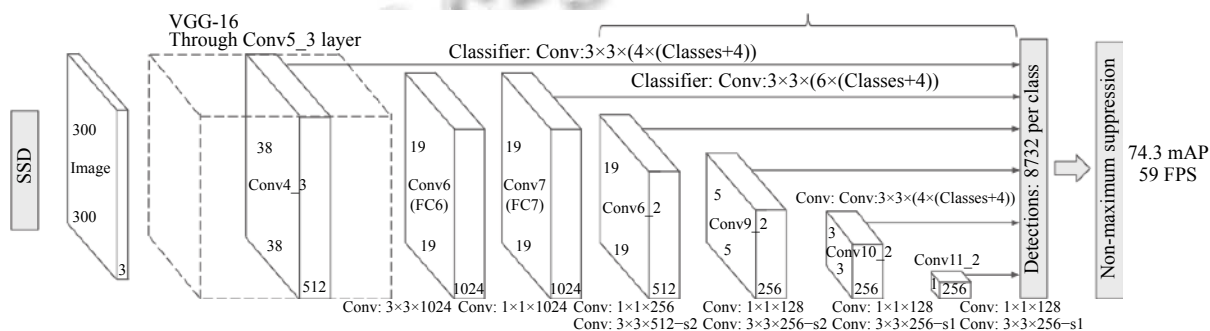 VGG-16
Through Conv5_3 layer
Classifier: Conv:3×3×(4×(Classes+4))
Classifier: Conv:3×3×(6×(Classes+4))
SSD
300
Image
300
3
38
Conv4_3
38
512
19
Conv6
(FC6)
19
1024
19
Conv7
(FC7)
19
1024
19
Conv6_2
19
512
5
Conv9_2
5
256
Conv: Conv:3×3×(4×(Classes+4))
3
Conv10_2
3
256
Conv11_2
1
256
Conv: 3×3×1024
Conv: 1×1×1024
Conv: 1×1×256
Conv: 3×3×512−s2
Conv: 1×1×128
Conv: 3×3×256−s2
Conv: 1×1×128
Conv: 3×3×256−s1
Conv: 1×1×128
Conv: 3×3×256−s1
Detections: 8732 per class
Non-maximum suppression
74.3 mAP
59 FPS